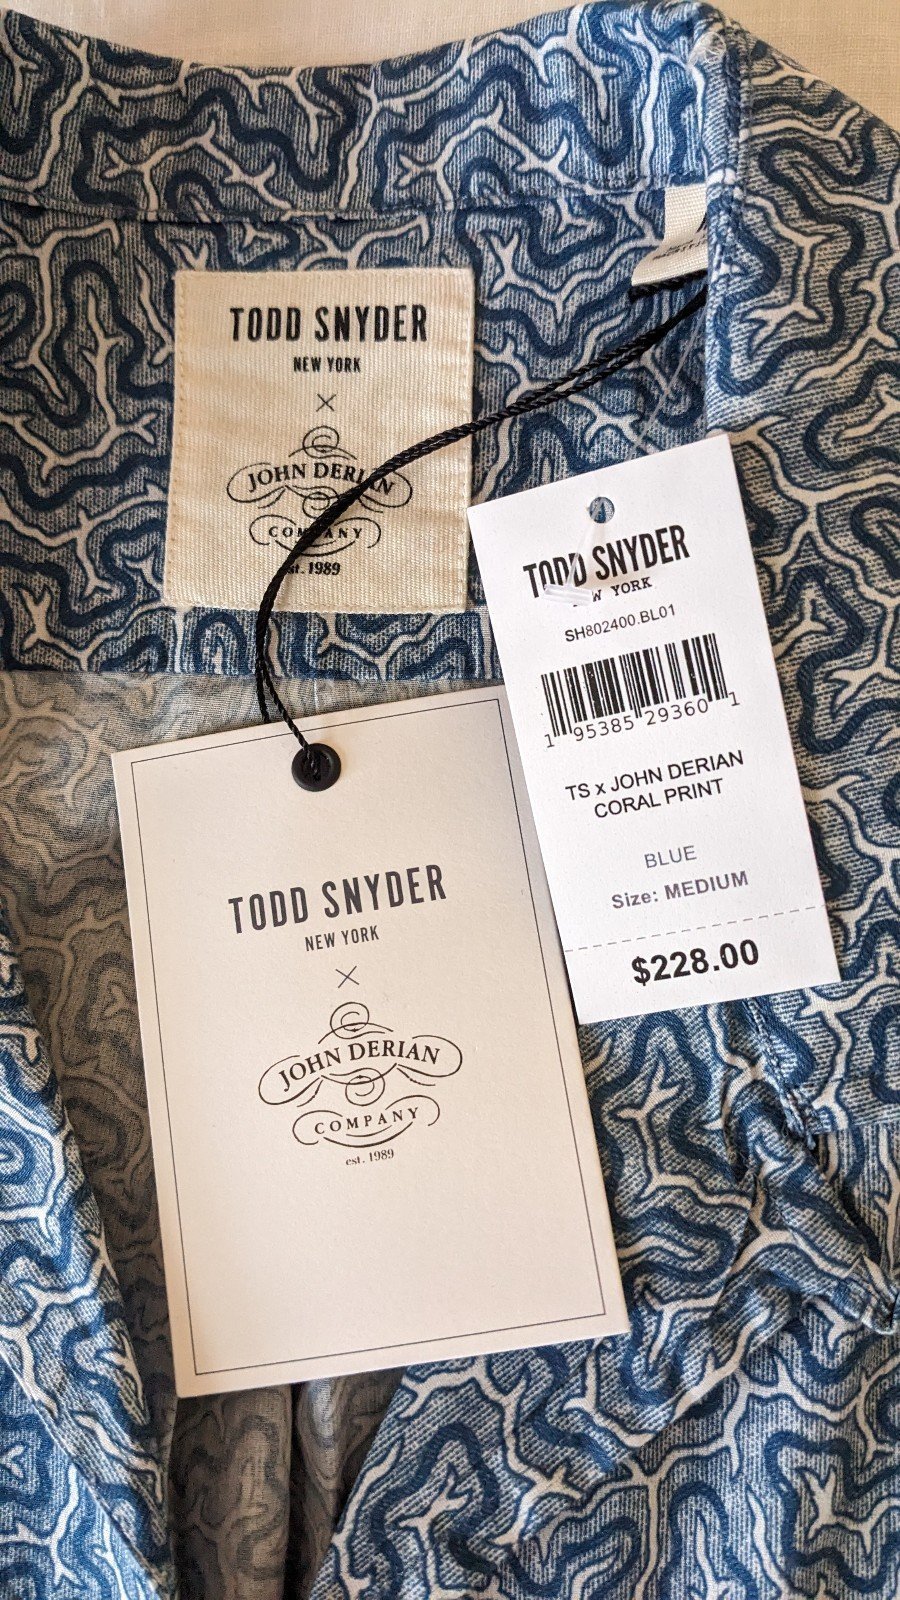 TODD SNYDER
NEW YORK
×
JOHN DERIAN
COMPANY
est. 1989
TODD SNYDER
NEW YORK
SH802400.BL01
1 95385 29360 1
TS x JOHN DERIAN
CORAL PRINT
BLUE
Size: MEDIUM
$228.00
TODD SNYDER
NEW YORK
×
JOHN DERIAN
COMPANY
est. 1989